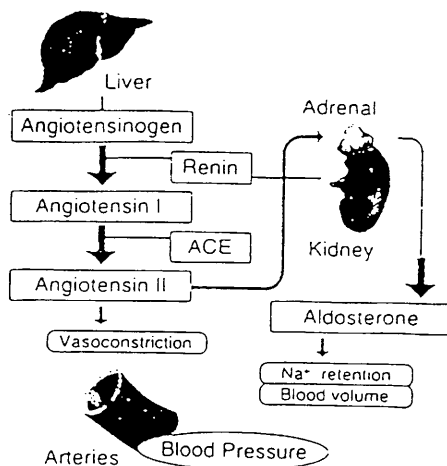 Liver
Angiotensinogen
Renin
Angiotensin I
ACE
Angiotensin II
Vasoconstriction
Arteries
Blood Pressure
Adrenal
Kidney
Aldosterone
Na⁺ retention
Blood volume